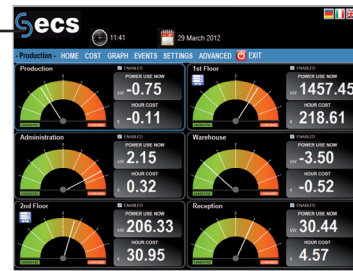 Secs
11:41
29 March 2012
- Production - HOME COST GRAPH EVENTS SETTINGS ADVANCED EXIT
Production
ENABLED
POWER USE NOW
kW -0.75
HOUR COST
€ -0.11
1st Floor
ENABLED
POWER USE NOW
kW 1457.45
HOUR COST
€ 218.61
Administration
ENABLED
POWER USE NOW
kW 2.15
HOUR COST
€ 0.32
Warehouse
ENABLED
POWER USE NOW
kW -3.50
HOUR COST
€ -0.52
2nd Floor
ENABLED
POWER USE NOW
kW 206.33
HOUR COST
€ 30.95
Reception
ENABLED
POWER USE NOW
kW 30.44
HOUR COST
€ 4.57